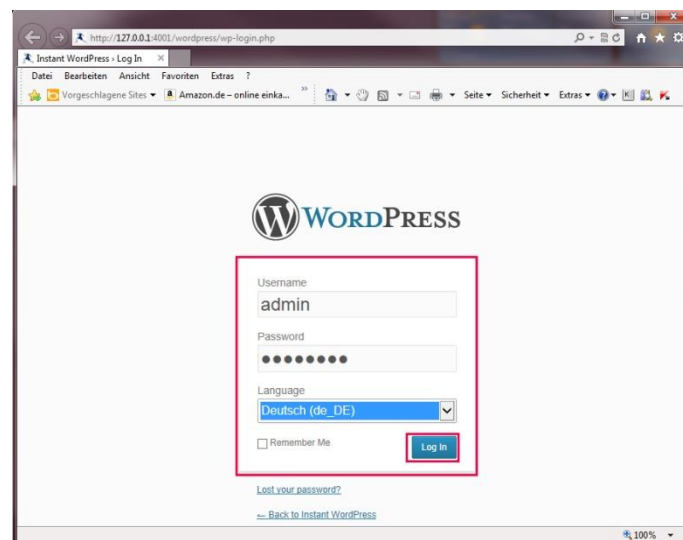 http://127.0.0.1:4001/wordpress/wp-login.php
Instant WordPress › Log In
Datei Bearbeiten Ansicht Favoriten Extras ?
Vorgeschlagene Sites Amazon.de – online einka... » Seite Sicherheit Extras
WORDPRESS
Username
admin
Password
●●●●●●●●
Language
Deutsch (de_DE)
Remember Me
Log In
Lost your password?
← Back to Instant WordPress
100%